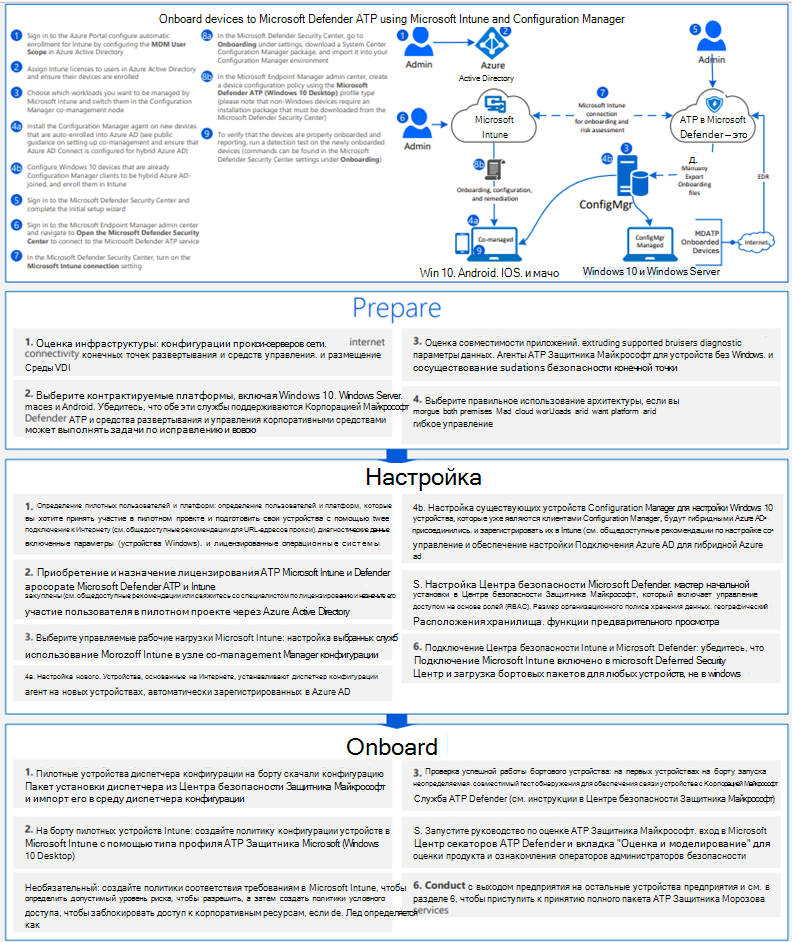 Onboard devices to Microsoft Defender ATP using Microsoft Intune and Configuration Manager
1 Sign in to the Azure Portal configure automatic
enrollment for Intune by configuring the MDM User
Scope in Azure Active Directory
2 Assign Intune licenses to users in Azure Active Directory
and ensure their devices are enrolled
3 Choose which workloads you want to be managed by
Microsoft Intune and switch them in the Configuration
Manager co-management node
4a Install the Configuration Manager agent on new devices
that are auto-enrolled into Azure AD (see public
guidance on setting up co-management and ensure that
Azure AD Connect is configured for hybrid Azure AD)
4b Configure Windows 10 devices that are already
Configuration Manager clients to be hybrid Azure AD-
joined, and enroll them in Intune
5 Sign in to the Microsoft Defender Security Center and
complete the initial setup wizard
6 Sign in to the Microsoft Endpoint Manager admin center
and navigate to Open the Microsoft Defender Security
Center to connect to the Microsoft Defender ATP service
7 In the Microsoft Defender Security Center, turn on the
Microsoft Intune connection setting
8a In the Microsoft Defender Security Center, go to
Onboarding under settings, download a System Center
Configuration Manager package, and import it into your
Configuration Manager environment
8b In the Microsoft Endpoint Manager admin center, create
a device configuration policy using the Microsoft
Defender ATP (Windows 10 Desktop) profile type
(please note that non-Windows devices require an
installation package that must be downloaded from the
Microsoft Defender Security Center)
9 To verify that the devices are properly onboarded and
reporting, run a detection test on the newly onboarded
devices (commands can be found in the Microsoft
Defender Security Center settings under Onboarding)
1
Admin
2
Azure
Active Directory
5
Admin
6
Admin
Microsoft
Intune
7
Microsoft Intune
connection
for onboarding and
risk assessment
ATP в Microsoft
Defender – это
8b
Onboarding, configuration,
and remediation
4b
3
ConfigMgr
Д.
Manuany
Export
Onboarding
files
EDR
4a
Co-managed
9
ConfigMgr
Managed
MDATP
Onboarded
Devices
Internet,
Win 10. Android. IOS. и мачо
Windows 10 и Windows Server
Prepare
1. Оценка инфраструктуры: конфигурации прокси-серверов сети. internet
connectivity конечных точек развертывания и средств управления. и размещение
Среды VDI
2. Выберите контрактируемые платформы, включая Windows 10. Windows Server.
maces и Android. Убедитесь, что обе эти службы поддерживаются Корпорацией Майкрософт
Defender ATP и средства развертывания и управления корпоративными средствами
может выполнять задачи по исправлению и вовою
3. Оценка совместимости приложений. extruding supported bruisers diagnostic
параметры данных. Агенты ATP Защитника Майкрософт для устройств без Windows. и
сосуществование sudations безопасности конечной точки
4. Выберите правильное использование архитектуры, если вы
morgue both premises Mad cloud worUoads arid want platform arid
гибкое управление
Настройка
1. Определение пилотных пользователей и платформ: определение пользователей и платформ, которые
вы хотите принять участие в пилотном проекте и подготовить свои устройства с помощью twee
подключение к Интернету (см. общедоступные рекомендации для URL-адресов прокси). диагностические данные
включенные параметры (устройства Windows). и лицензированные операционные системы
2. Приобретение и назначение лицензирования ATP Microsoft Intune и Defender
apocopate Microsoft Defender ATP и Intune
закуплены (см. общедоступные рекомендации или свяжитесь со специалистом по лицензированию и назначьте его
участие пользователя в пилотном проекте через Azure Active Directory
3. Выберите управляемые рабочие нагрузки Microsoft Intune: настройка выбранных служб
использование Morozoff Intune в узле co-management Manager конфигурации
4a. Настройка нового. Устройства, основанные на Интернете, устанавливают диспетчер конфигурации
агент на новых устройствах, автоматически зарегистрированных в Azure AD
4b. Настройка существующих устройств Configuration Manager для настройки Windows 10
устройства, которые уже являются клиентами Configuration Manager, будут гибридными Azure AD-
присоединились. и зарегистрировать их в Intune (см. общедоступные рекомендации по настройке со-
управление и обеспечение настройки Подключения Azure AD для гибридной Azure
ad
S. Настройка Центра безопасности Microsoft Defender. мастер начальной
установки в Центре безопасности Защитника Майкрософт, который включает управление
доступом на основе ролей (RBAC). Размер организационного полиса хранения данных. географический
Расположения хранилища. функции предварительного просмотра
6. Подключение Центра безопасности Intune и Microsoft Defender: убедитесь, что
Подключение Microsoft Intune включено в microsoft Deferred Security
Центр и загрузка бортовых пакетов для любых устройств, не в windows
Onboard
1. Пилотные устройства диспетчера конфигурации на борту скачали конфигурацию
Пакет установки диспетчера из Центра безопасности Защитника Майкрософт
и импорт его в среду диспетчера конфигурации
2. На борту пилотных устройств Intune: создайте политику конфигурации устройств в
Microsoft Intune с помощью типа профиля ATP Защитника Microsoft (Windows
10 Desktop)
Необязательный: создайте политики соответствия требованиям в Microsoft Intune, чтобы
определить допустимый уровень риска, чтобы разрешить, а затем создать политики условного
доступа, чтобы заблокировать доступ к корпоративным ресурсам, если de. Лед определяется
как
3. Проверка успешной работы бортового устройства: на первых устройствах на борту запуска
неопределяемая. совместимый тест обнаружения для обеспечения связи устройства с Корпорацией Майкрософт
Служба ATP Defender (см. инструкции в Центре безопасности Защитника Майкрософт)
S. Запустите руководство по оценке ATP Защитника Майкрософт. вход в Microsoft
Центр секаторов ATP Defender и вкладка "Оценка и моделирование" для
оценки продукта и ознакомления операторов администраторов безопасности
6. Conduct с выходом предприятия на остальные устройства предприятия и см. в
разделе 6, чтобы приступить к принятию полного пакета ATP Защитника Морозова
services